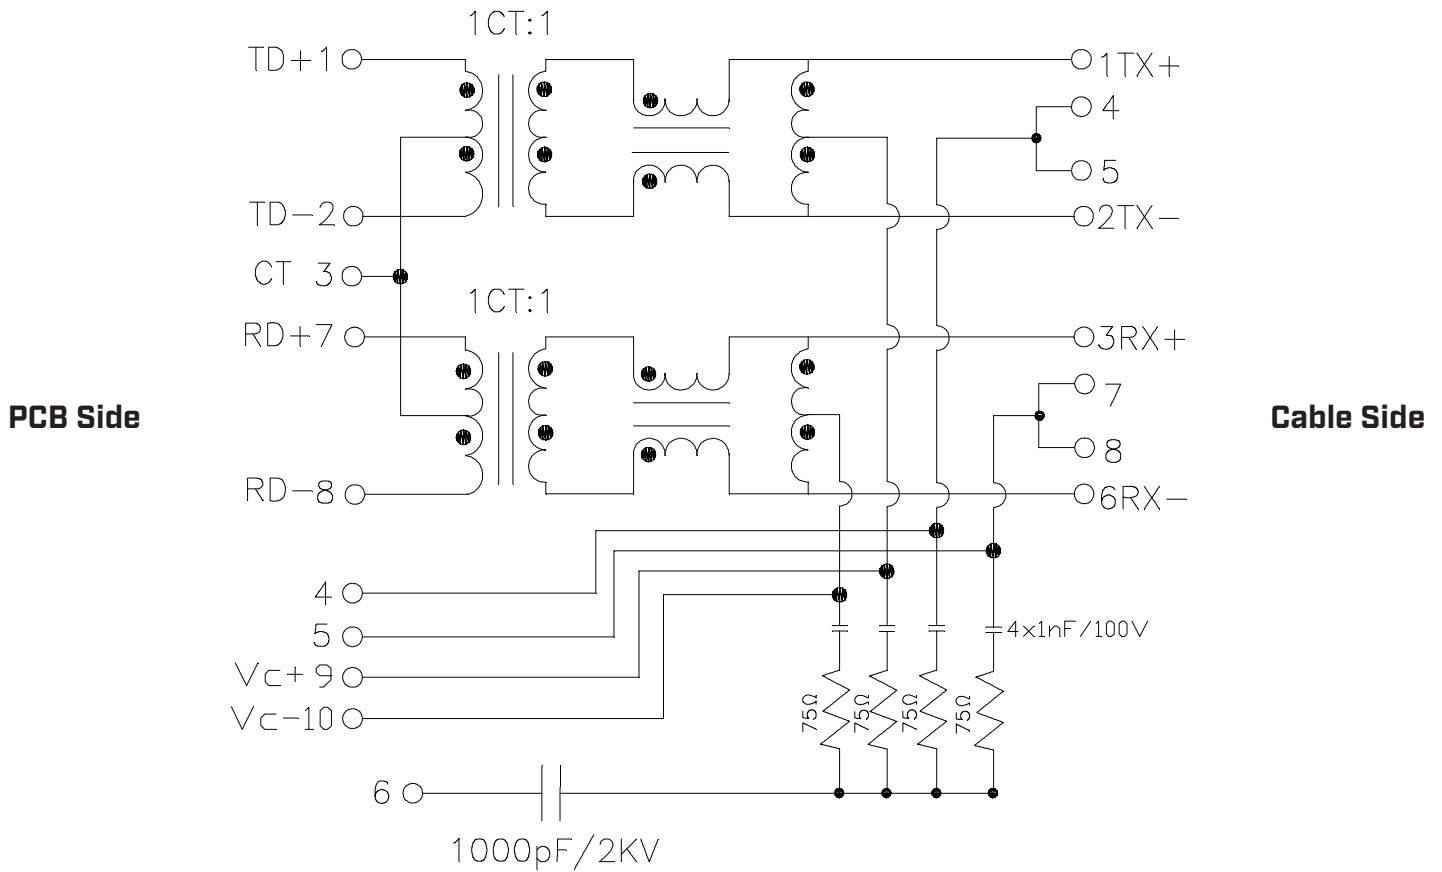 1CT:1
TD+1
1TX+
4
5
TD-2
2TX-
CT 3
1CT:1
RD+7
3RX+
7
PCB Side
Cable Side
8
RD-8
6RX-
4
5
4x1nF/100V
Vc+9
Vc-10
75Ω
75Ω
75Ω
75Ω
6
1000pF/2KV